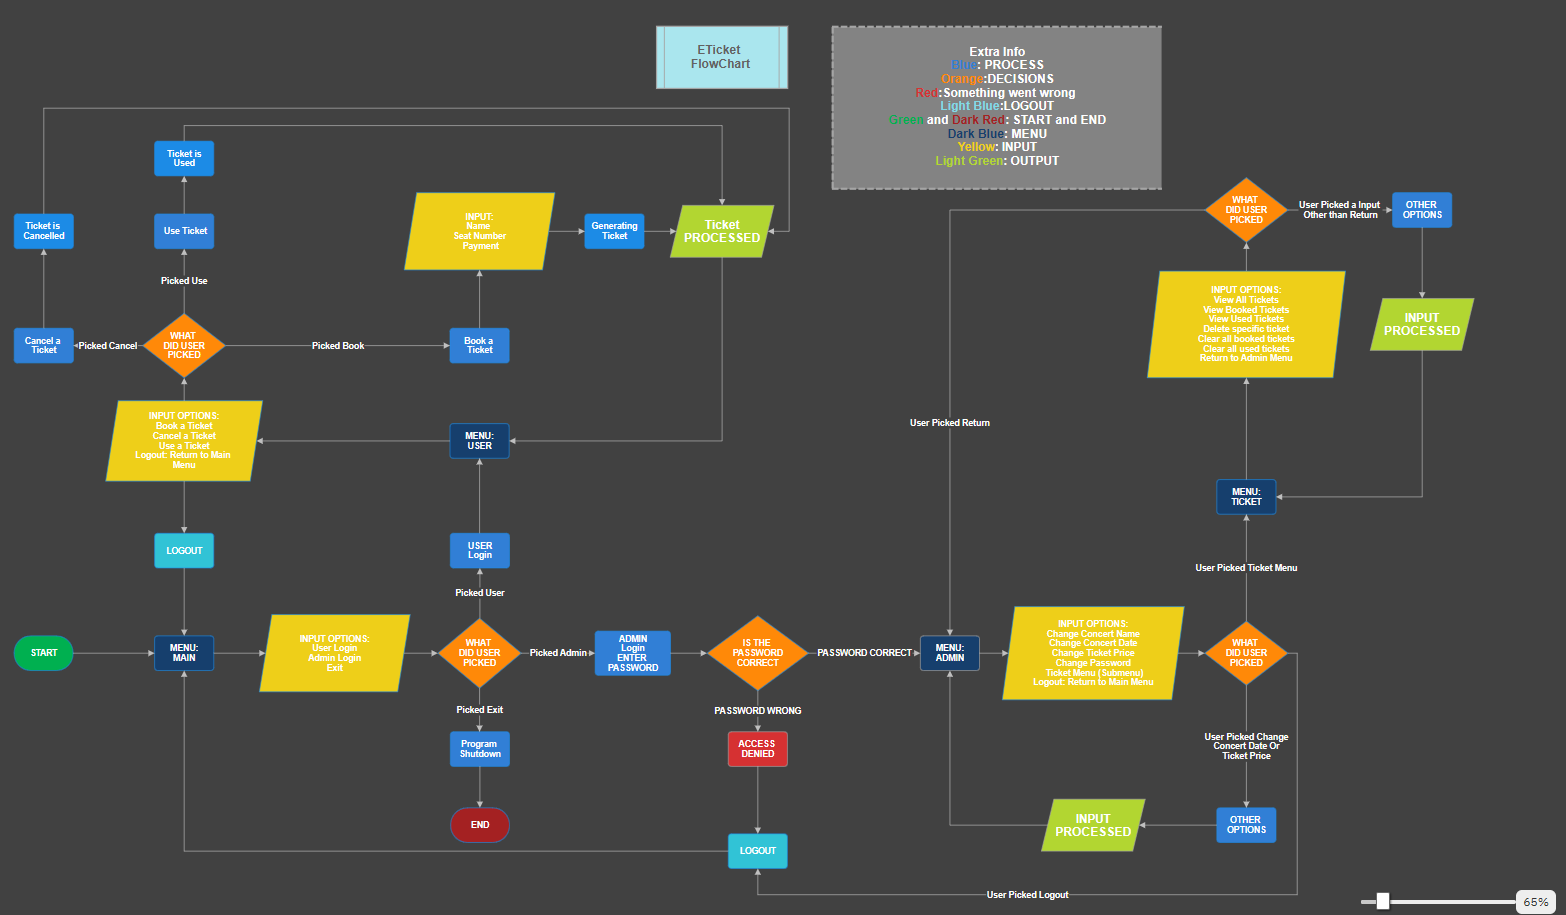 ETicket
FlowChart
Extra Info
Blue: PROCESS
Orange:DECISIONS
Red:Something went wrong
Light Blue:LOGOUT
Green and Dark Red: START and END
Dark Blue: MENU
Yellow: INPUT
Light Green: OUTPUT
Ticket is
Used
Ticket is
Cancelled
Use Ticket
INPUT:
Name
Seat Number
Payment
Generating
Ticket
Ticket
PROCESSED
Picked Use
Cancel a
Ticket
Picked Cancel
WHAT
DID USER
PICKED
Picked Book
Book a
Ticket
INPUT OPTIONS:
Book a Ticket
Cancel a Ticket
Use a Ticket
Logout: Return to Main
Menu
MENU:
USER
LOGOUT
USER
Login
Picked User
START
MENU:
MAIN
INPUT OPTIONS:
User Login
Admin Login
Exit
WHAT
DID USER
PICKED
Picked Admin
ADMIN
Login
ENTER
PASSWORD
IS THE
PASSWORD
CORRECT
PASSWORD CORRECT
Picked Exit
Program
Shutdown
END
PASSWORD WRONG
ACCESS
DENIED
LOGOUT
WHAT
DID USER
PICKED
User Picked a Input
Other than Return
OTHER
OPTIONS
INPUT OPTIONS:
View All Tickets
View Booked Tickets
View Used Tickets
Delete specific ticket
Clear all booked tickets
Clear all used tickets
Return to Admin Menu
INPUT
PROCESSED
User Picked Return
MENU:
TICKET
User Picked Ticket Menu
MENU:
ADMIN
INPUT OPTIONS:
Change Concert Name
Change Concert Date
Change Ticket Price
Change Password
Ticket Menu (Submenu)
Logout: Return to Main Menu
WHAT
DID USER
PICKED
User Picked Change
Concert Date Or
Ticket Price
INPUT
PROCESSED
OTHER
OPTIONS
User Picked Logout
65%